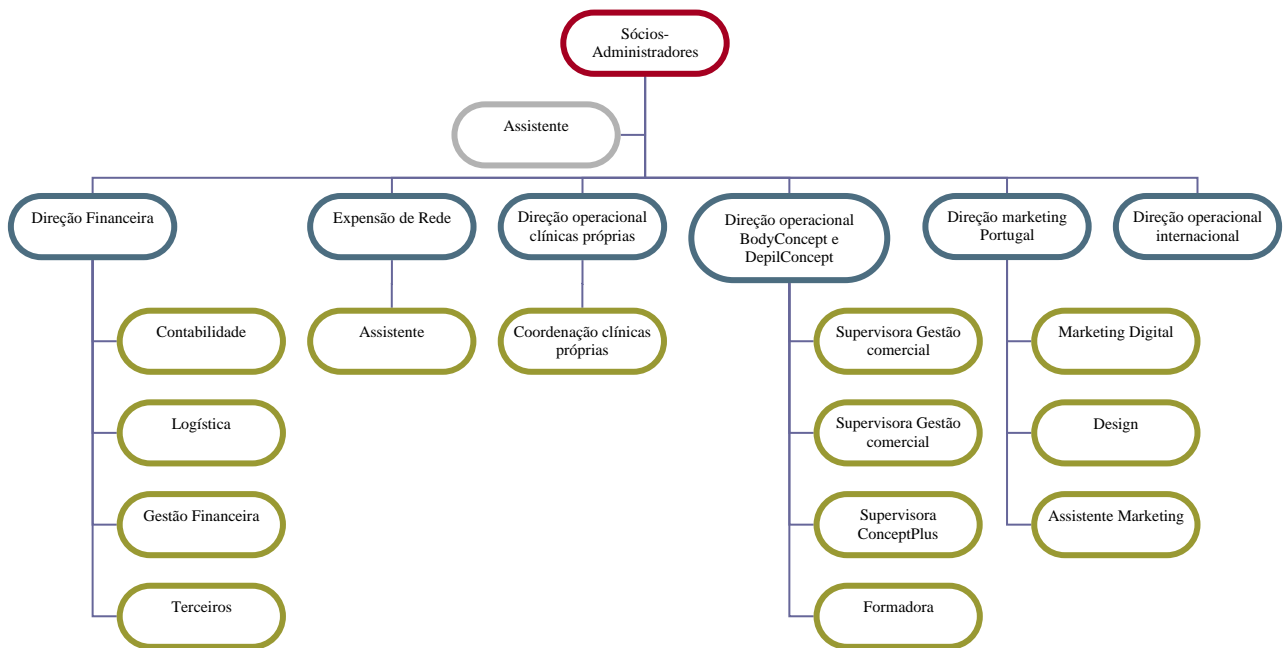 Sócios-
Administradores
Assistente
Direção Financeira
Expensão de Rede
Direção operacional
clínicas próprias
Direção operacional
BodyConcept e
DepilConcept
Direção marketing
Portugal
Direção operacional
internacional
Contabilidade
Assistente
Coordenação clínicas
próprias
Supervisora Gestão
comercial
Marketing Digital
Logística
Supervisora Gestão
comercial
Design
Gestão Financeira
Supervisora
ConceptPlus
Assistente Marketing
Terceiros
Formadora